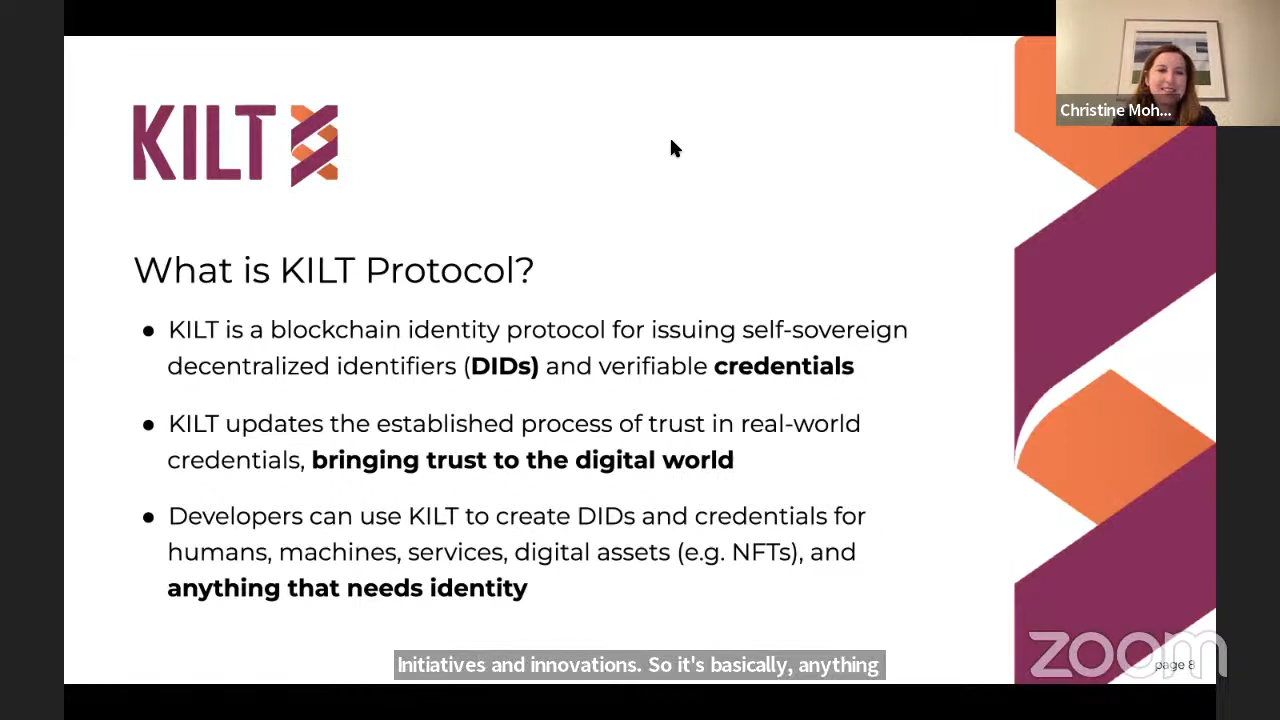 Christine Moh...
KILT
What is KILT Protocol?
● KILT is a blockchain identity protocol for issuing self-sovereign
decentralized identifiers (DIDs) and verifiable credentials
● KILT updates the established process of trust in real-world
credentials, bringing trust to the digital world
● Developers can use KILT to create DIDs and credentials for
humans, machines, services, digital assets (e.g. NFTs), and
anything that needs identity
Initiatives and innovations. So it's basically, anything
zoom
page 8